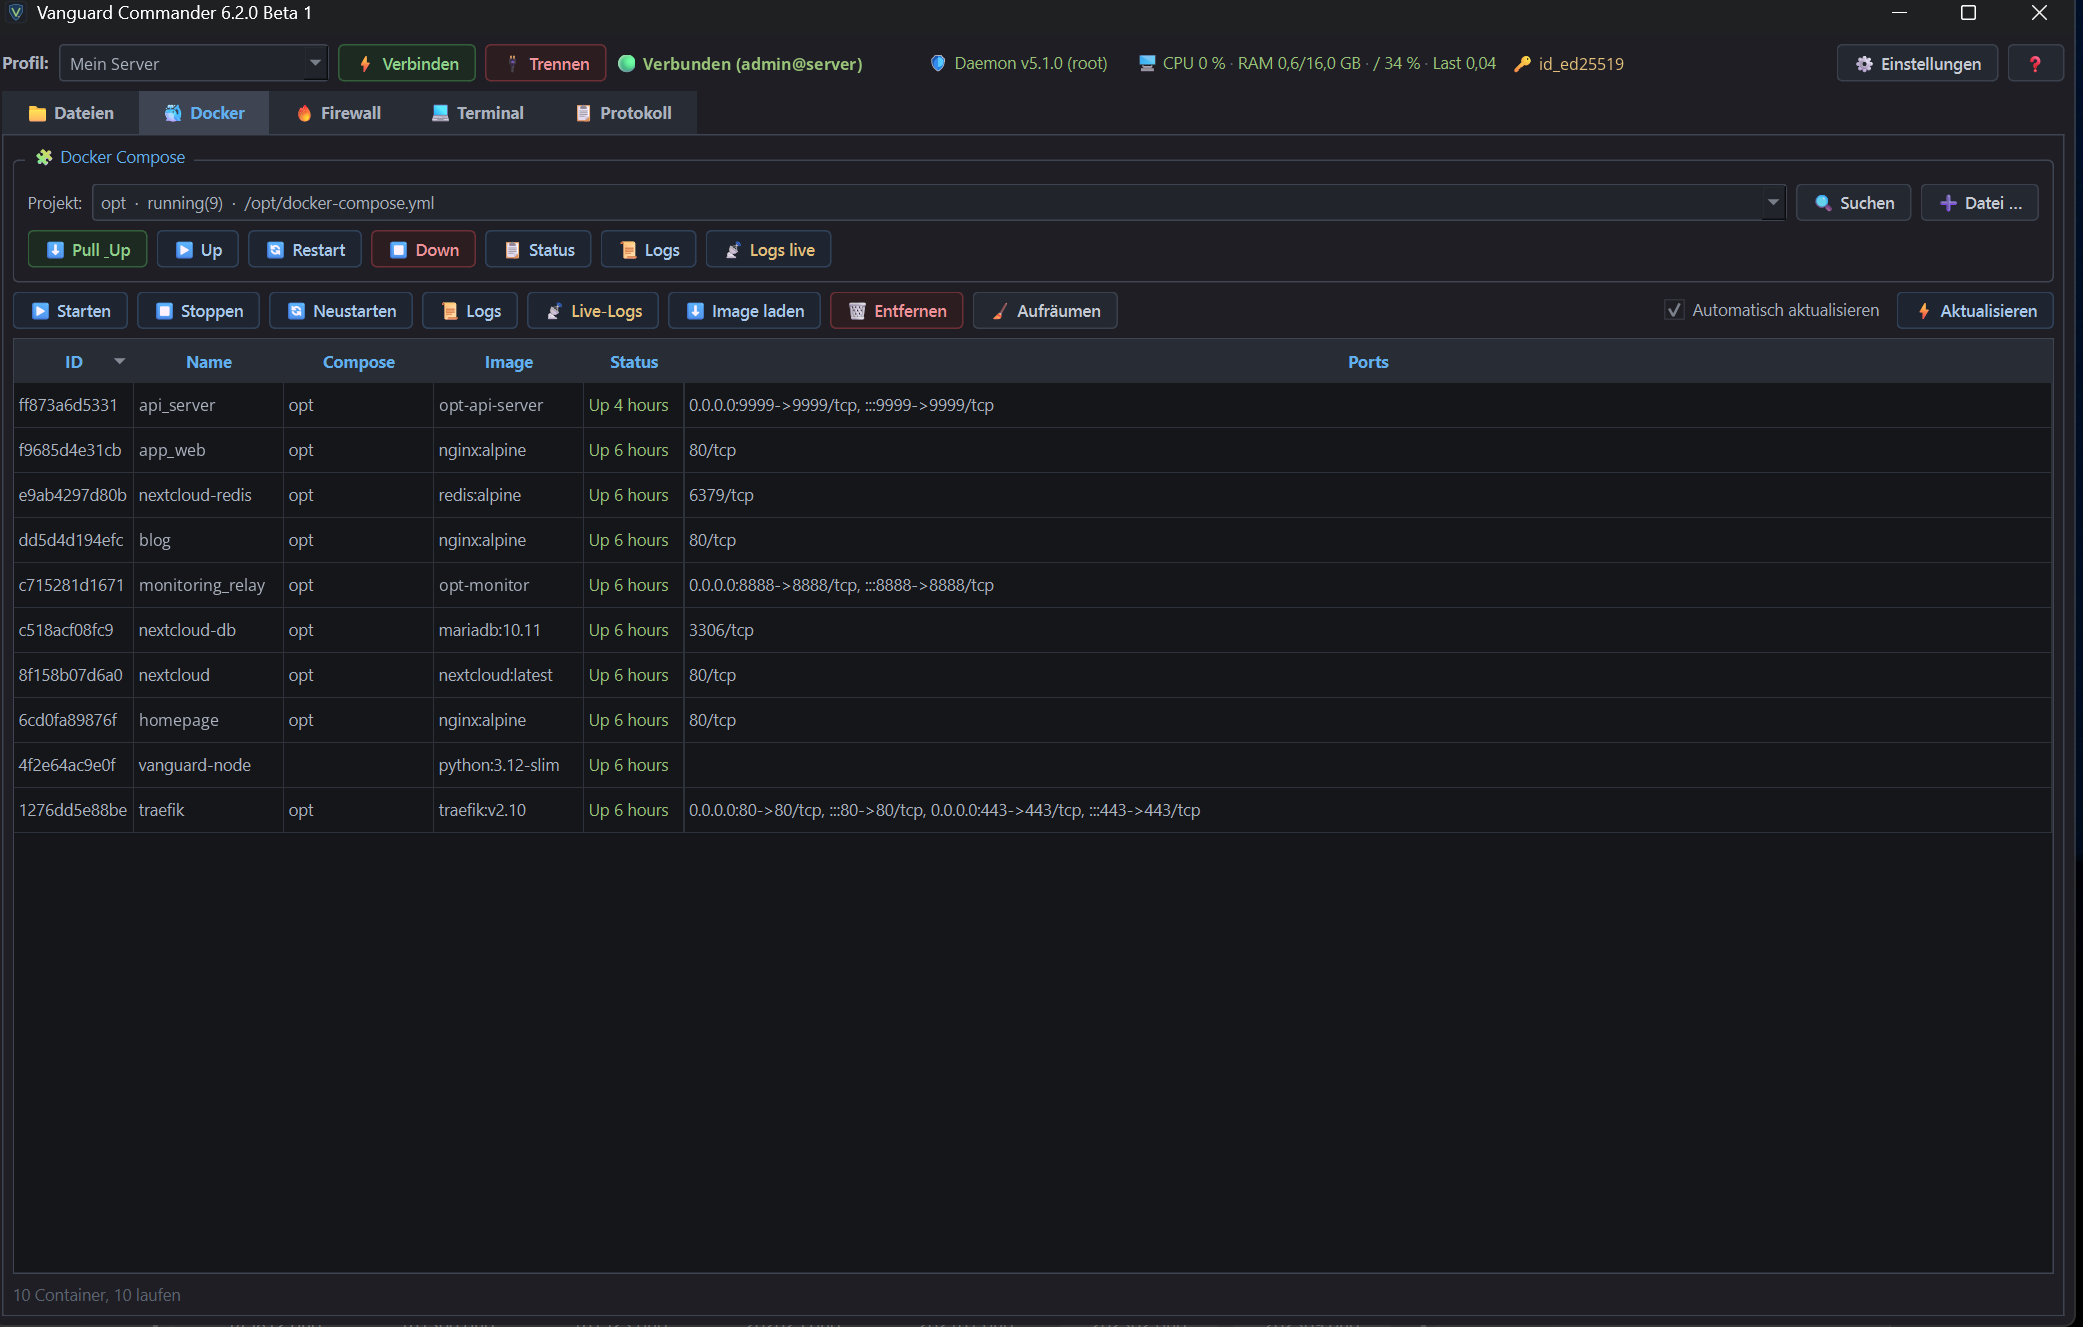 Vanguard Commander 6.2.0 Beta 1
Profil: Mein Server Verbinden Trennen Verbunden (admin@server) Daemon v5.1.0 (root) CPU 0 % · RAM 0,6/16,0 GB · / 34 % · Last 0,04 id_ed25519 Einstellungen ?
Dateien Docker Firewall Terminal Protokoll
Docker Compose
Projekt: opt · running(9) · /opt/docker-compose.yml Suchen Datei ...
Pull _Up Up Restart Down Status Logs Logs live
Starten Stoppen Neustarten Logs Live-Logs Image laden Entfernen Aufräumen Automatisch aktualisieren Aktualisieren
ID Name Compose Image Status Ports
ff873a6d5331 api_server opt opt-api-server Up 4 hours 0.0.0.0:9999->9999/tcp, :::9999->9999/tcp
f9685d4e31cb app_web opt nginx:alpine Up 6 hours 80/tcp
e9ab4297d80b nextcloud-redis opt redis:alpine Up 6 hours 6379/tcp
dd5d4d194efc blog opt nginx:alpine Up 6 hours 80/tcp
c715281d1671 monitoring_relay opt opt-monitor Up 6 hours 0.0.0.0:8888->8888/tcp, :::8888->8888/tcp
c518acf08fc9 nextcloud-db opt mariadb:10.11 Up 6 hours 3306/tcp
8f158b07d6a0 nextcloud opt nextcloud:latest Up 6 hours 80/tcp
6cd0fa89876f homepage opt nginx:alpine Up 6 hours 80/tcp
4f2e64ac9e0f vanguard-node python:3.12-slim Up 6 hours
1276dd5e88be traefik opt traefik:v2.10 Up 6 hours 0.0.0.0:80->80/tcp, :::80->80/tcp, 0.0.0.0:443->443/tcp, :::443->443/tcp
10 Container, 10 laufen